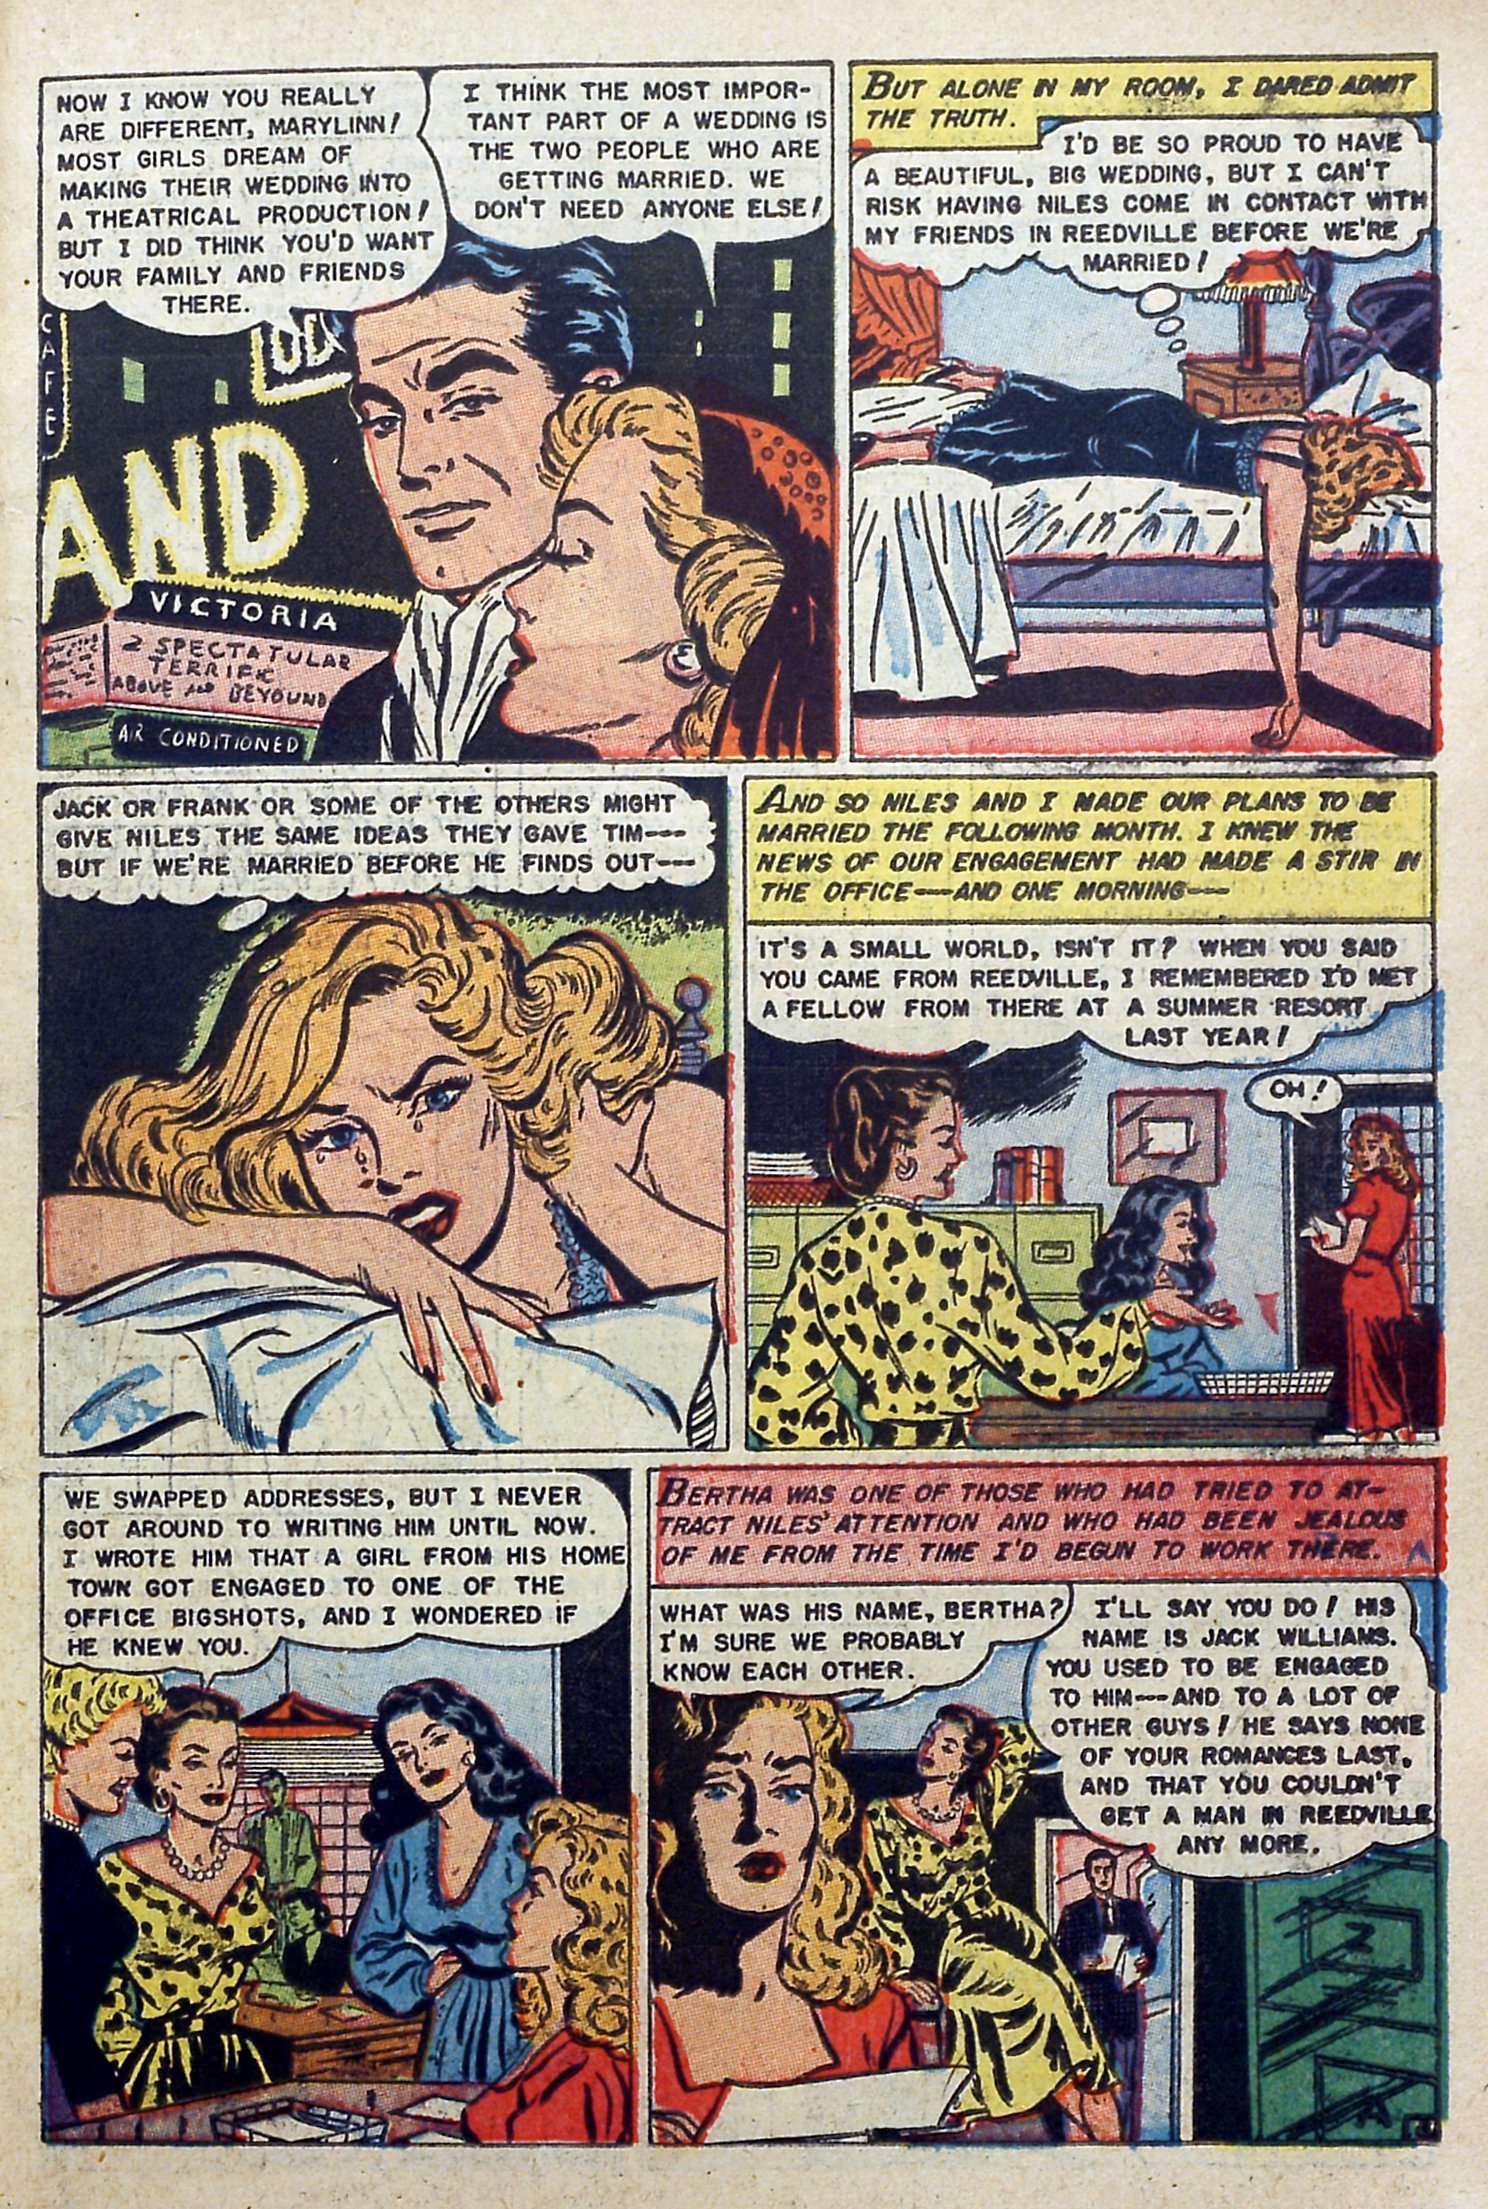 NOW I KNOW YOU REALLY
ARE DIFFERENT, MARYLINN!
MOST GIRLS DREAM OF
MAKING THEIR WEDDING INTO
A THEATRICAL PRODUCTION!
BUT I DID THINK YOU'D WANT
YOUR FAMILY AND FRIENDS
THERE.
I THINK THE MOST IMPOR-
TANT PART OF A WEDDING IS
THE TWO PEOPLE WHO ARE
GETTING MARRIED. WE
DON'T NEED ANYONE ELSE!
CAFE
AND
VICTORIA
2 SPECTATULAR
TERRIFIC
ABOVE AND BEYOUND
AIR CONDITIONED
BUT ALONE IN MY ROOM, I DARED ADMIT
THE TRUTH.
I'D BE SO PROUD TO HAVE
A BEAUTIFUL, BIG WEDDING, BUT I CAN'T
RISK HAVING NILES COME IN CONTACT WITH
MY FRIENDS IN REEDVILLE BEFORE WE'RE
MARRIED!
JACK OR FRANK OR SOME OF THE OTHERS MIGHT
GIVE NILES THE SAME IDEAS THEY GAVE TIM---
BUT IF WE'RE MARRIED BEFORE HE FINDS OUT---
AND SO NILES AND I MADE OUR PLANS TO BE
MARRIED THE FOLLOWING MONTH. I KNEW THE
NEWS OF OUR ENGAGEMENT HAD MADE A STIR IN
THE OFFICE---AND ONE MORNING---
IT'S A SMALL WORLD, ISN'T IT? WHEN YOU SAID
YOU CAME FROM REEDVILLE, I REMEMBERED I'D MET
A FELLOW FROM THERE AT A SUMMER RESORT
LAST YEAR!
OH!
WE SWAPPED ADDRESSES, BUT I NEVER
GOT AROUND TO WRITING HIM UNTIL NOW.
I WROTE HIM THAT A GIRL FROM HIS HOME
TOWN GOT ENGAGED TO ONE OF THE
OFFICE BIGSHOTS, AND I WONDERED IF
HE KNEW YOU.
BERTHA WAS ONE OF THOSE WHO HAD TRIED TO AT-
TRACT NILES' ATTENTION AND WHO HAD BEEN JEALOUS
OF ME FROM THE TIME I'D BEGUN TO WORK THERE.
WHAT WAS HIS NAME, BERTHA?
I'M SURE WE PROBABLY
KNOW EACH OTHER.
I'LL SAY YOU DO! HIS
NAME IS JACK WILLIAMS.
YOU USED TO BE ENGAGED
TO HIM---AND TO A LOT OF
OTHER GUYS! HE SAYS NONE
OF YOUR ROMANCES LAST,
AND THAT YOU COULDN'T
GET A MAN IN REEDVILLE
ANY MORE.